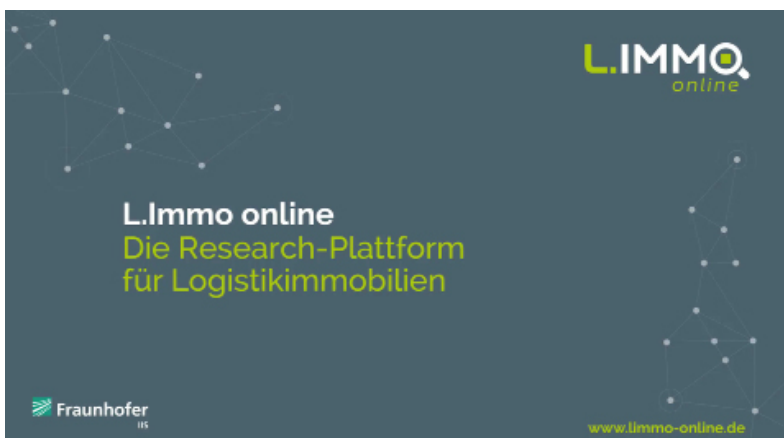 L.IMMO
online
L.Immo online
Die Research-Plattform
für Logistikimmobilien
Fraunhofer
IIS
www.limmo-online.de